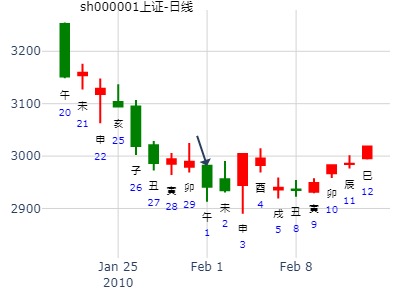 sh000001上证-日线
3200
3100
3000
2900
午
20
未
21
申
22
亥
25
子
26
丑
27
寅
28
卯
29
午
1
未
2
申
3
酉
4
戌
5
丑
8
寅
9
卯
10
辰
11
巳
12
Jan 25
2010
Feb 1
Feb 8